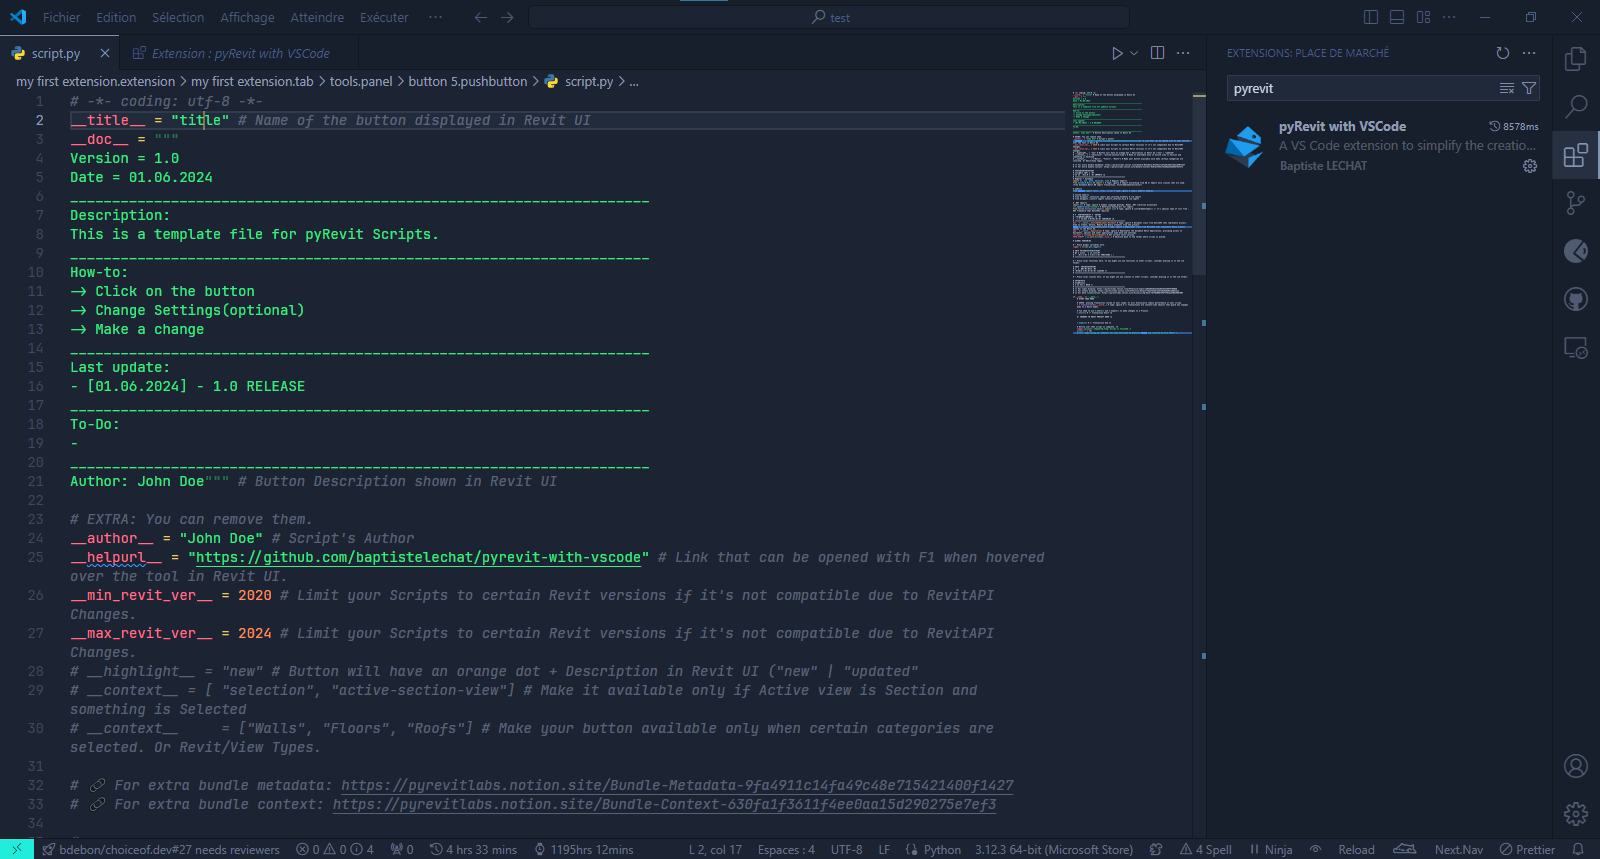 Fichier Edition Sélection Affichage Atteindre Exécuter ··· test
script.py Extension : pyRevit with VSCode
my first extension.extension > my first extension.tab > tools.panel > button 5.pushbutton > script.py > ...
1 # -*- coding: utf-8 -*-
2 __title__ = "title" # Name of the button displayed in Revit UI
3 __doc__ = """
4 Version = 1.0
5 Date = 01.06.2024
6 _____________________________________________________________________
7 Description:
8 This is a template file for pyRevit Scripts.
9 _____________________________________________________________________
10 How-to:
11 -> Click on the button
12 -> Change Settings(optional)
13 -> Make a change
14 _____________________________________________________________________
15 Last update:
16 - [01.06.2024] - 1.0 RELEASE
17 _____________________________________________________________________
18 To-Do:
19 -
20 _____________________________________________________________________
21 Author: John Doe""" # Button Description shown in Revit UI
22
23 # EXTRA: You can remove them.
24 __author__ = "John Doe" # Script's Author
25 __helpurl__ = "https://github.com/baptistelechat/pyrevit-with-vscode" # Link that can be opened with F1 when hovered
over the tool in Revit UI.
26 __min_revit_ver__ = 2020 # Limit your Scripts to certain Revit versions if it's not compatible due to RevitAPI
Changes.
27 __max_revit_ver__ = 2024 # Limit your Scripts to certain Revit versions if it's not compatible due to RevitAPI
Changes.
28 # __highlight__ = "new" # Button will have an orange dot + Description in Revit UI ("new" | "updated"
29 # __context__ = [ "selection", "active-section-view"] # Make it available only if Active view is Section and
something is Selected
30 # __context__     = ["Walls", "Floors", "Roofs"] # Make your button available only when certain categories are
selected. Or Revit/View Types.
31
32 # 🔗 For extra bundle metadata: https://pyrevitlabs.notion.site/Bundle-Metadata-9fa4911c14fa49c48e715421400f1427
33 # 🔗 For extra bundle context: https://pyrevitlabs.notion.site/Bundle-Context-630fa1f3611f4ee0aa15d290275e7ef3
34
EXTENSIONS: PLACE DE MARCHÉ
pyrevit
pyRevit with VSCode 8578ms
A VS Code extension to simplify the creatio...
Baptiste LECHAT
bdebon/choiceof.dev#27 needs reviewers 0 0 4 0 4 hrs 33 mins 1195hrs 12mins L 2, col 17 Espaces : 4 UTF-8 LF Python 3.12.3 64-bit (Microsoft Store) 4 Spell Ninja Reload Next.Nav Prettier